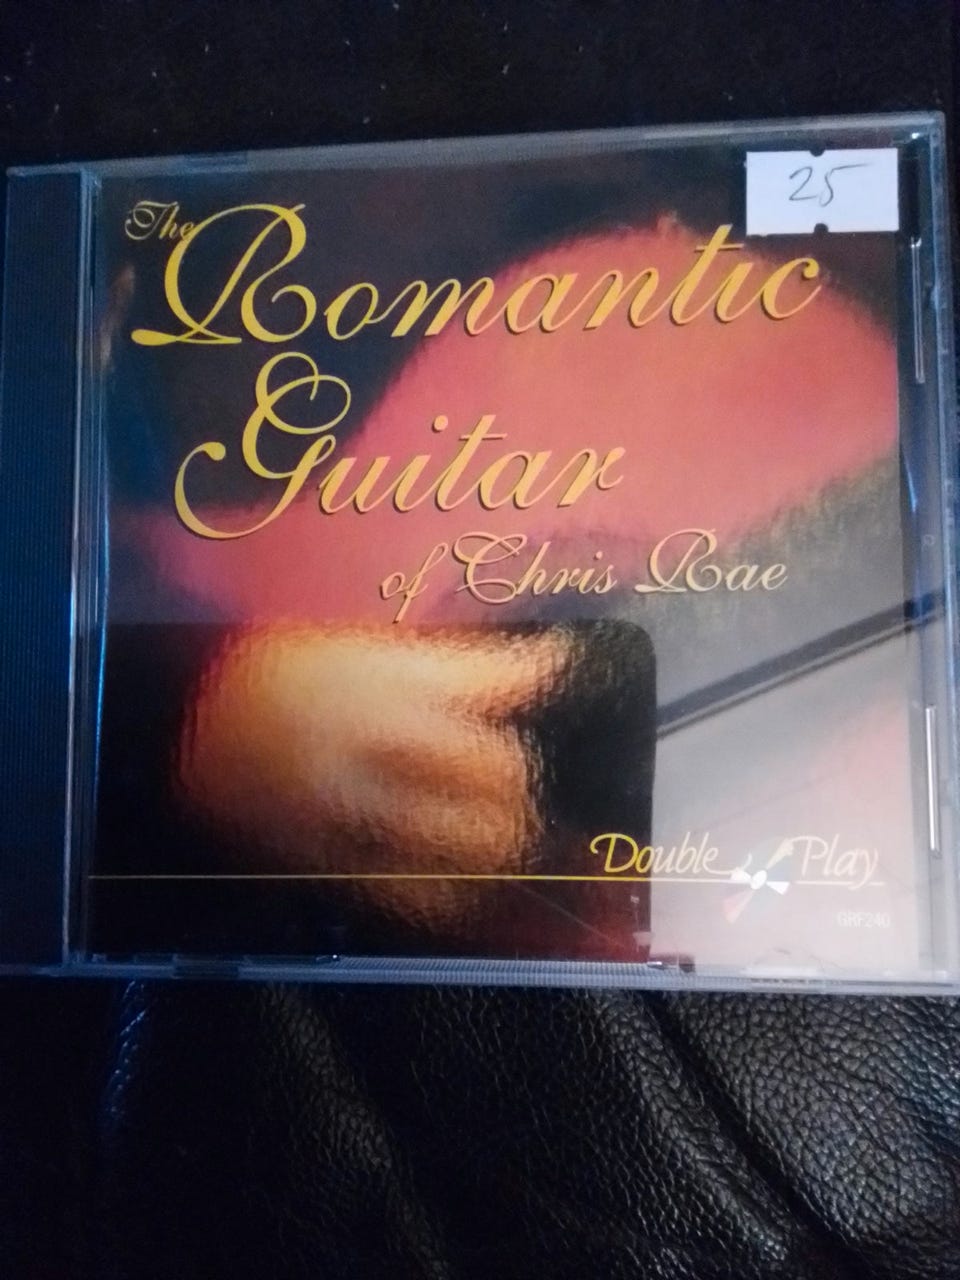 25
The Romantic
Guitar
of Chris Rae
Double Play
GRF240